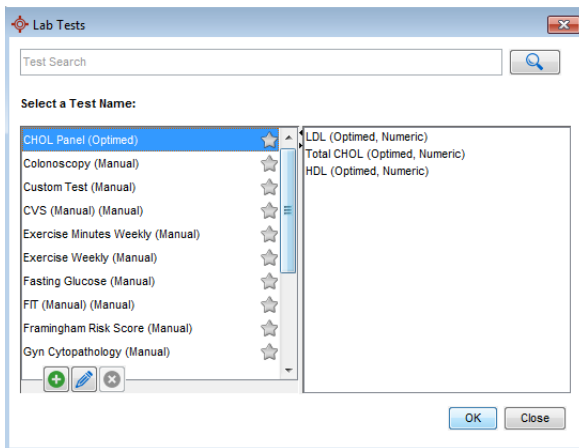 Lab Tests
Test Search
Select a Test Name:
CHOL Panel (Optimed)
Colonoscopy (Manual)
Custom Test (Manual)
CVS (Manual) (Manual)
Exercise Minutes Weekly (Manual)
Exercise Weekly (Manual)
Fasting Glucose (Manual)
FIT (Manual) (Manual)
Framingham Risk Score (Manual)
Gyn Cytopathology (Manual)
LDL (Optimed, Numeric)
Total CHOL (Optimed, Numeric)
HDL (Optimed, Numeric)
OK Close